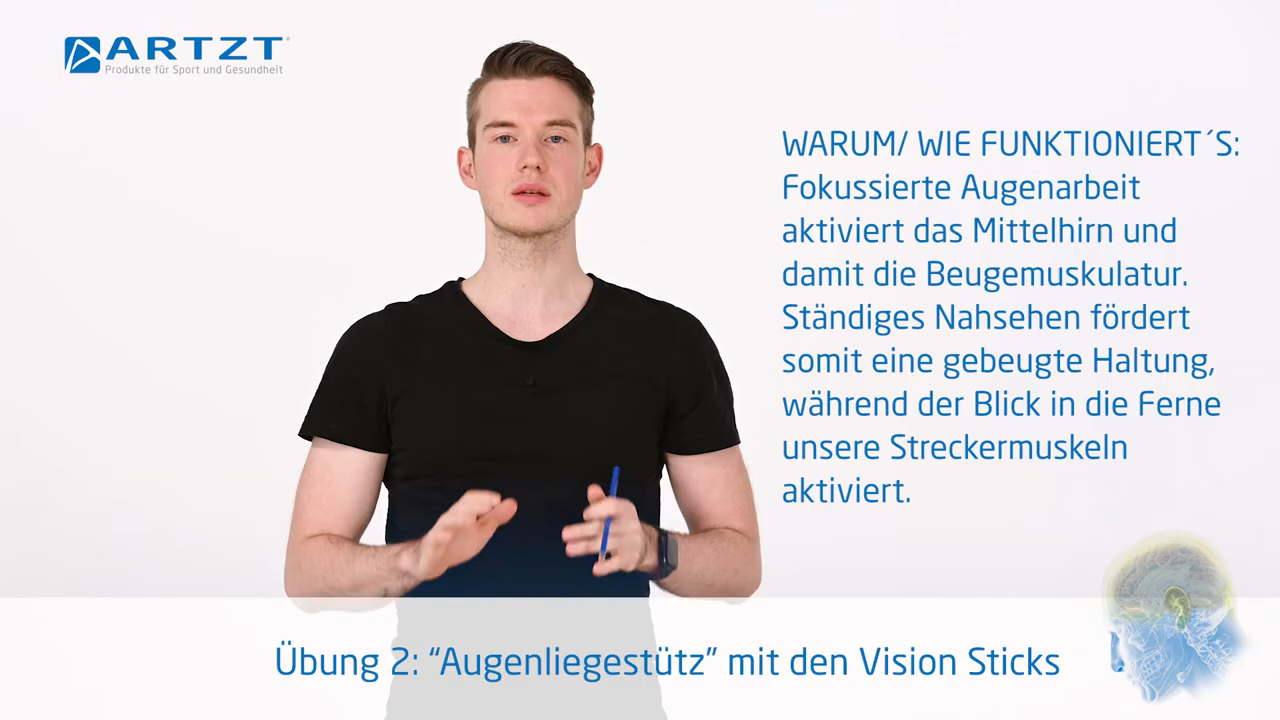 ARTZT
Produkte für Sport und Gesundheit
WARUM/ WIE FUNKTIONIERT´S:
Fokussierte Augenarbeit
aktiviert das Mittelhirn und
damit die Beugemuskulatur.
Ständiges Nahsehen fördert
somit eine gebeugte Haltung,
während der Blick in die Ferne
unsere Streckermuskeln
aktiviert.
Übung 2: “Augenliegestütz” mit den Vision Sticks